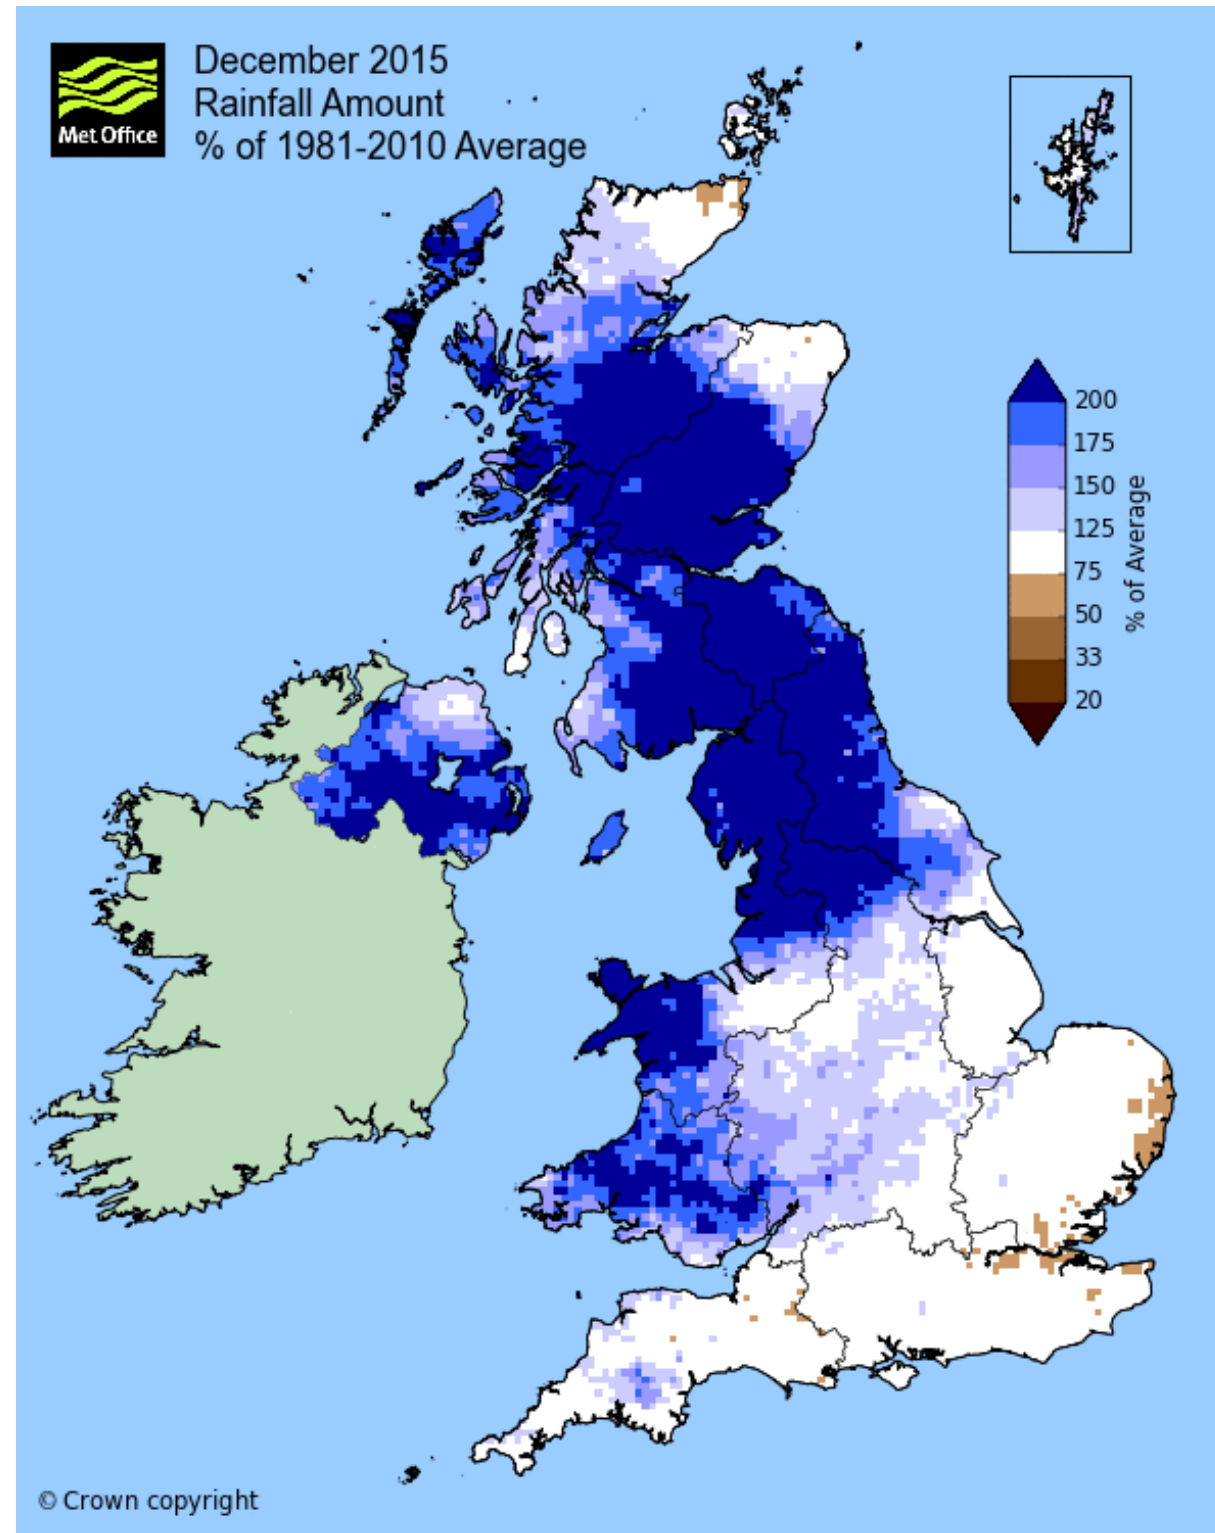 December 2015
Rainfall Amount
% of 1981-2010 Average
Met Office
200
175
150
125
75
50
33
20
% of Average
© Crown copyright